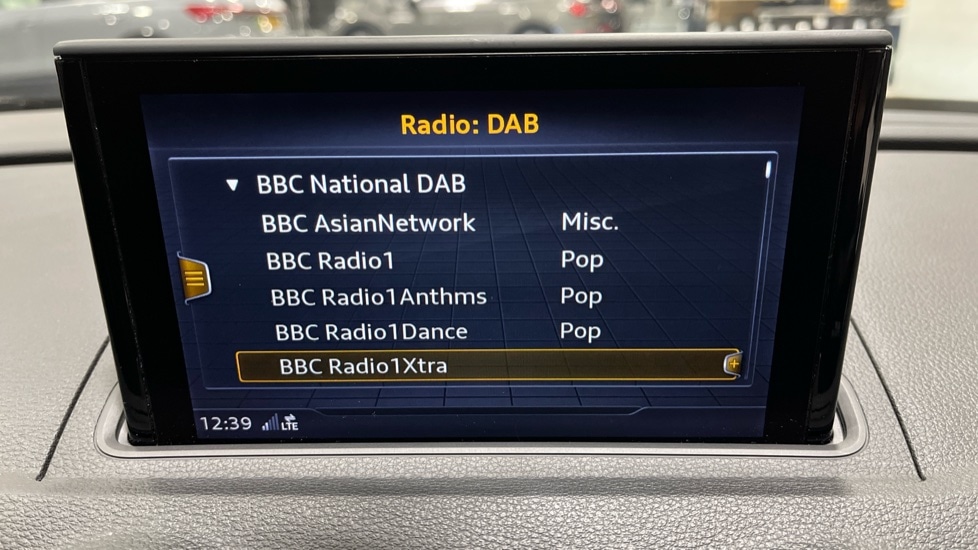 Radio: DAB
BBC National DAB
BBC AsianNetwork Misc.
BBC Radio1 Pop
BBC Radio1Anthms Pop
BBC Radio1Dance Pop
BBC Radio1Xtra
12:39 LTE